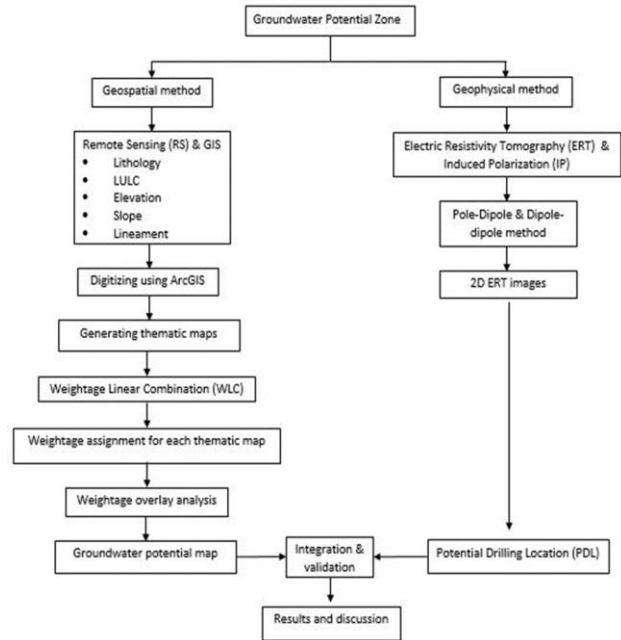 Groundwater Potential Zone
Geospatial method
Geophysical method
Remote Sensing (RS) & GIS
• Lithology
• LULC
• Elevation
• Slope
• Lineament
Electric Resistivity Tomography (ERT) &
Induced Polarization (IP)
Pole-Dipole & Dipole-
dipole method
Digitizing using ArcGIS
2D ERT images
Generating thematic maps
Weightage Linear Combination (WLC)
Weightage assignment for each thematic map
Weightage overlay analysis
Groundwater potential map
Integration &
validation
Potential Drilling Location (PDL)
Results and discussion